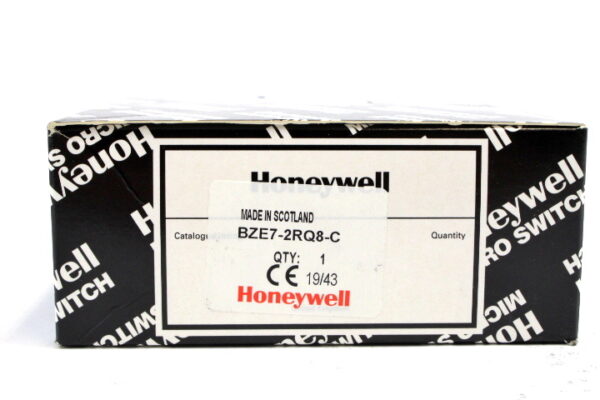 Honeywell
MICRO SWITCH
Honeywell
MADE IN SCOTLAND
Catalog
BZE7-2RQ8-C
Quantity
QTY: 1
CE 19/43
Honeywell
Honeywell
MICRO SWITCH